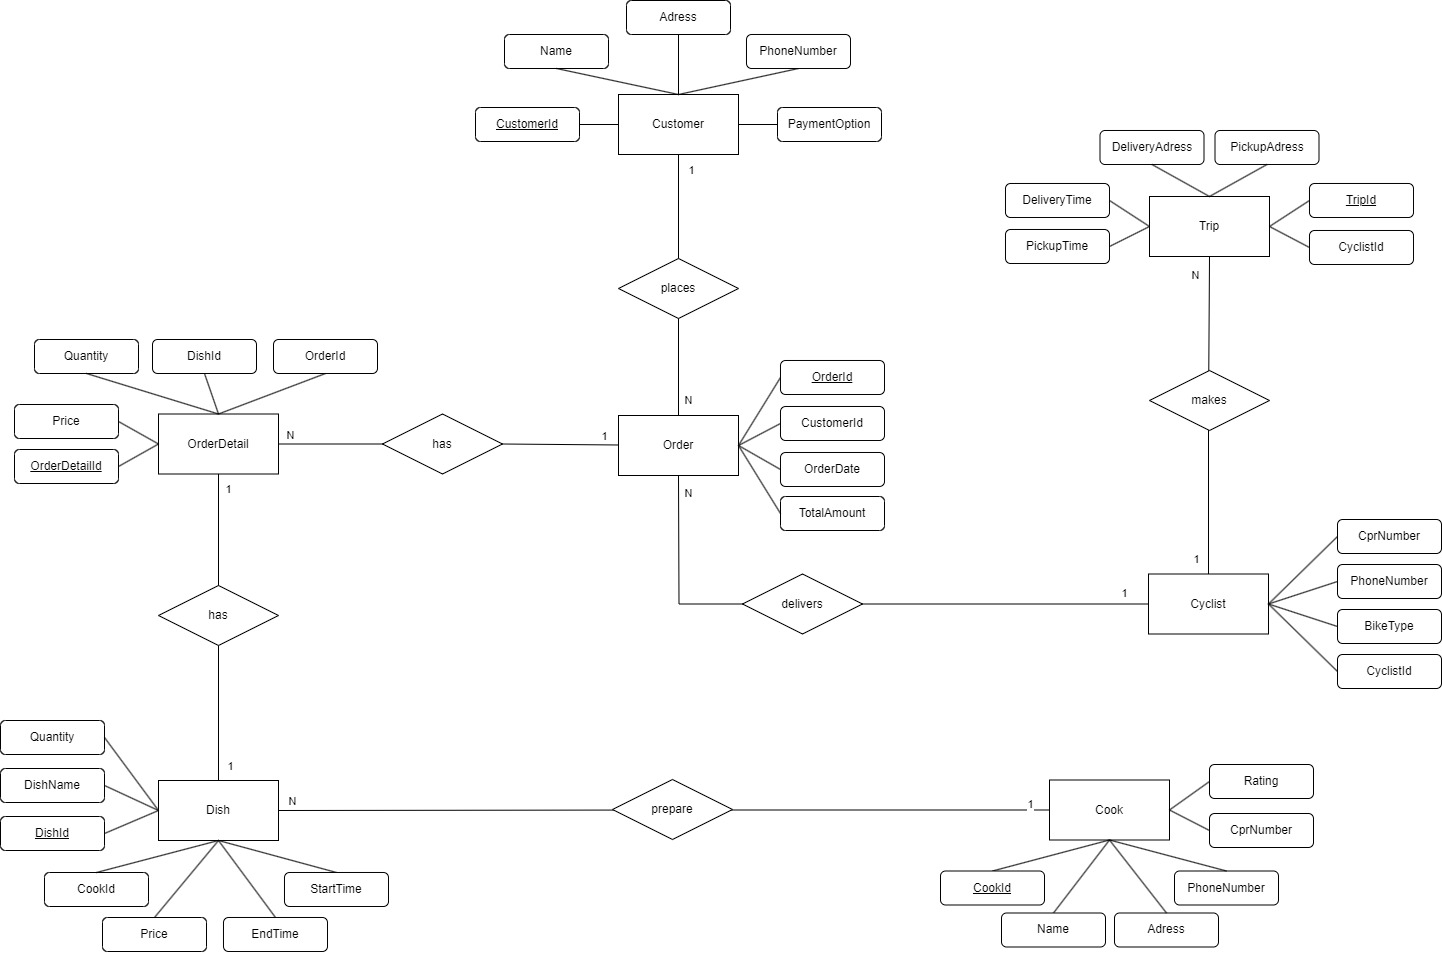 Adress
Name
PhoneNumber
CustomerId
Customer
PaymentOption
1
places
N
DeliveryAdress
PickupAdress
DeliveryTime
TripId
PickupTime
Trip
CyclistId
N
makes
1
Quantity
DishId
OrderId
Price
OrderDetailId
OrderDetail
N
has
1
Order
OrderId
CustomerId
OrderDate
TotalAmount
N
delivers
1
Cyclist
CprNumber
PhoneNumber
BikeType
CyclistId
1
has
1
Quantity
DishName
DishId
Dish
N
prepare
1
Cook
Rating
CprNumber
CookId
StartTime
Price
EndTime
CookId
PhoneNumber
Name
Adress